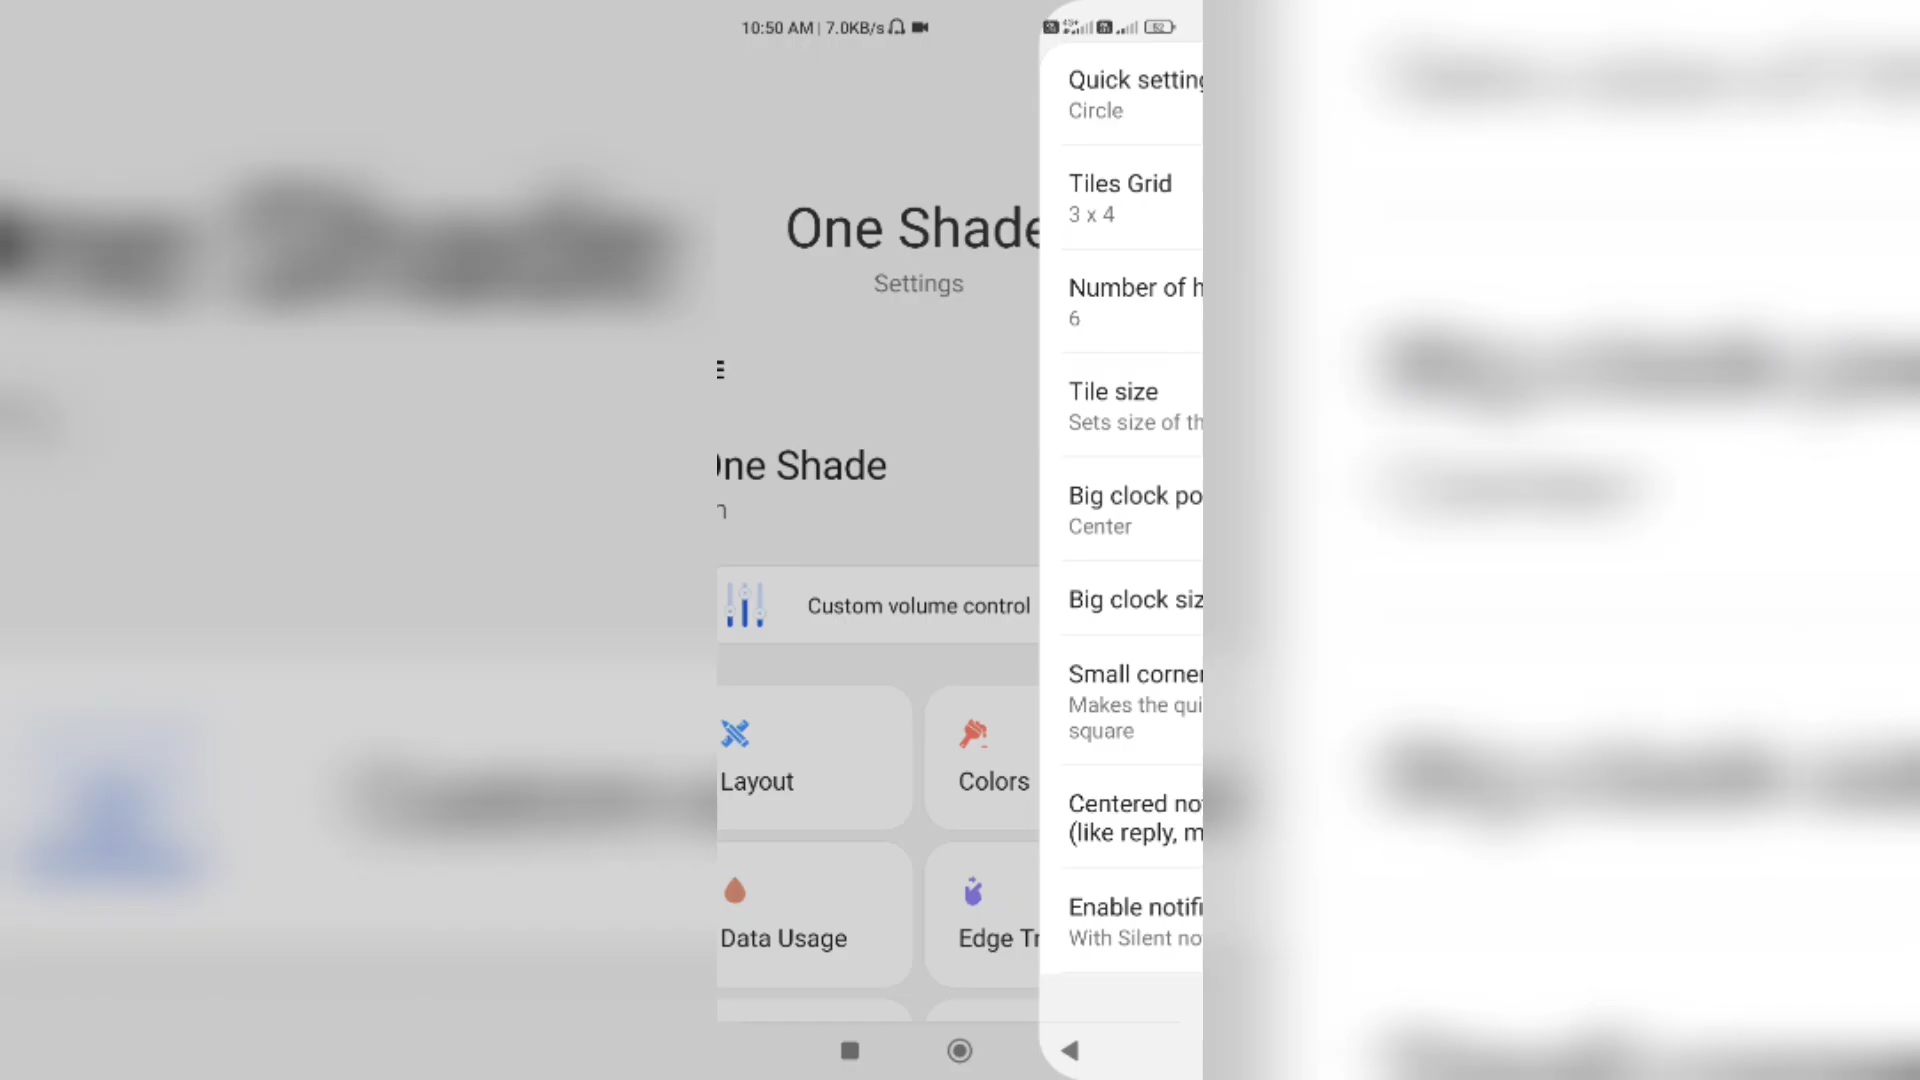 10:50 AM | 7.0KB/s
4G+
52
One Shade
Settings
ne Shade
n
Custom volume control
Layout
Colors
Data Usage
Edge Tr
Quick setting
Circle
Tiles Grid
3 x 4
Number of h
6
Tile size
Sets size of th
Big clock po
Center
Big clock siz
Small corner
Makes the qui
square
Centered no
(like reply, m
Enable notifi
With Silent no